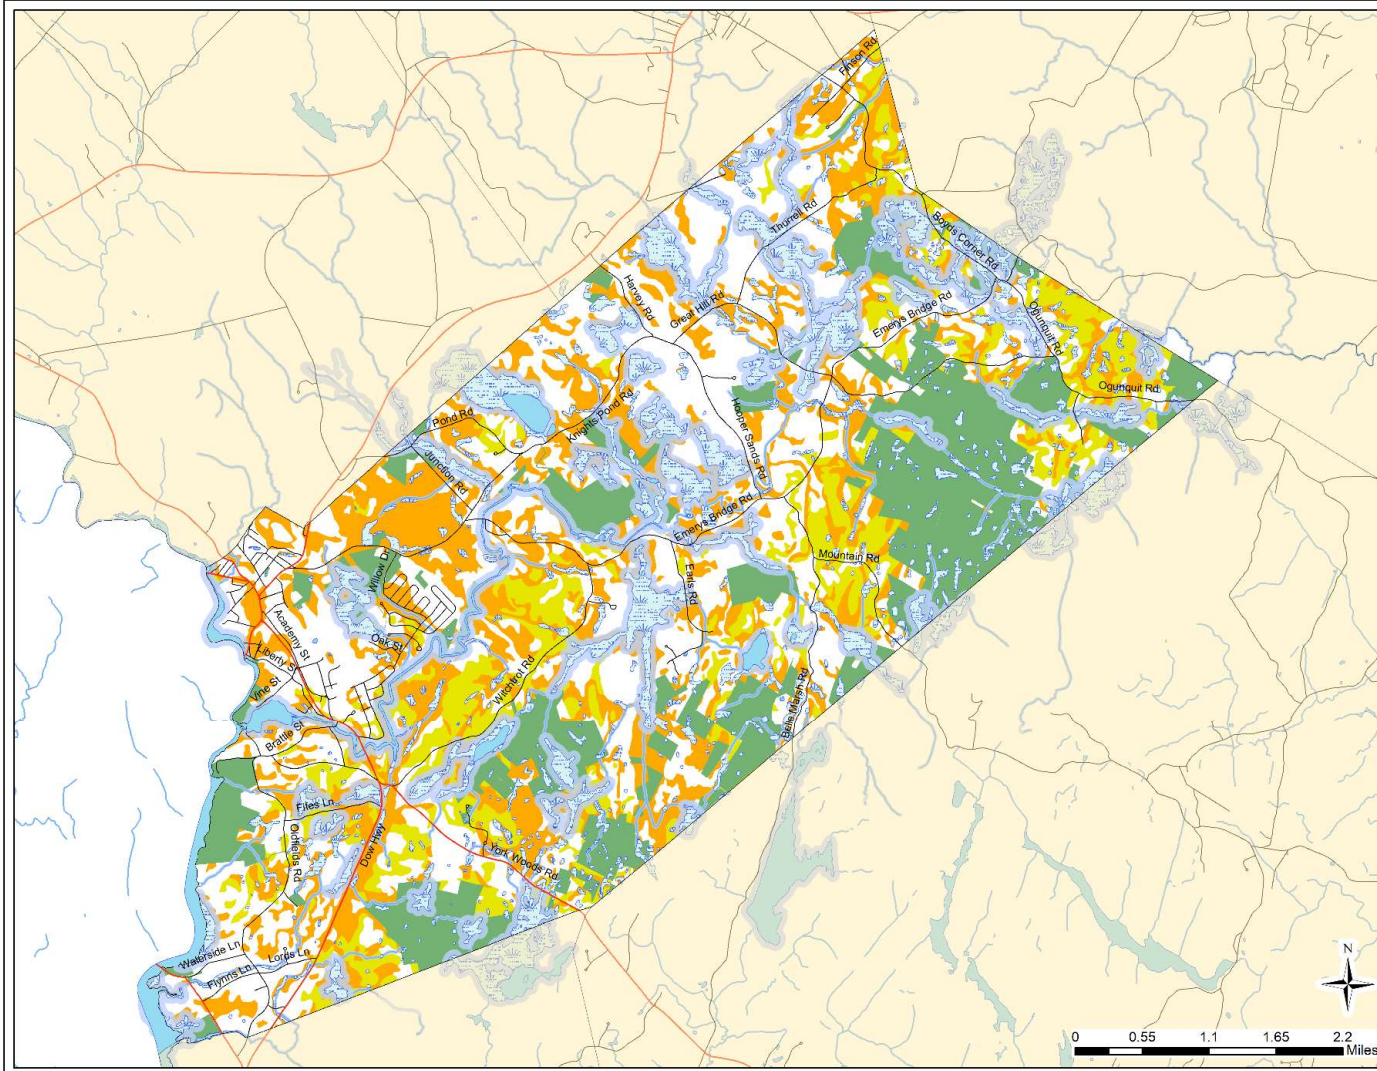 Finson Rd
Thurrell Rd
Boyds Corner Rd
Harvey Rd
Great Hill Rd
Emerys Bridge Rd
Ogunquit Rd
Ogunquit Rd
Pond Rd
Knights Pond Rd
Hooper Sands Rd
Junction Rd
Emerys Bridge Rd
Mountain Rd
Willow Dr
Earls Rd
Academy St
Oak St
Liberty St
Vine St
Witchtrot Rd
Belle Marsh Rd
Brattle St
Fifes Ln
Oldfields Rd
Dow Hwy
York Woods Rd
Waterside Ln
Lords Ln
Flynns Ln
N
0 0.55 1.1 1.65 2.2
Miles